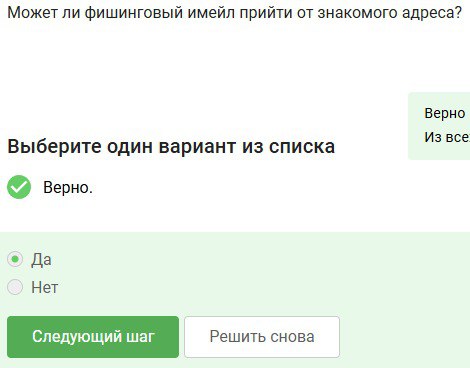 Может ли фишинговый имейл прийти от знакомого адреса?
Верно
Из все
Выберите один вариант из списка
Верно.
Да
Нет
Следующий шаг
Решить снова